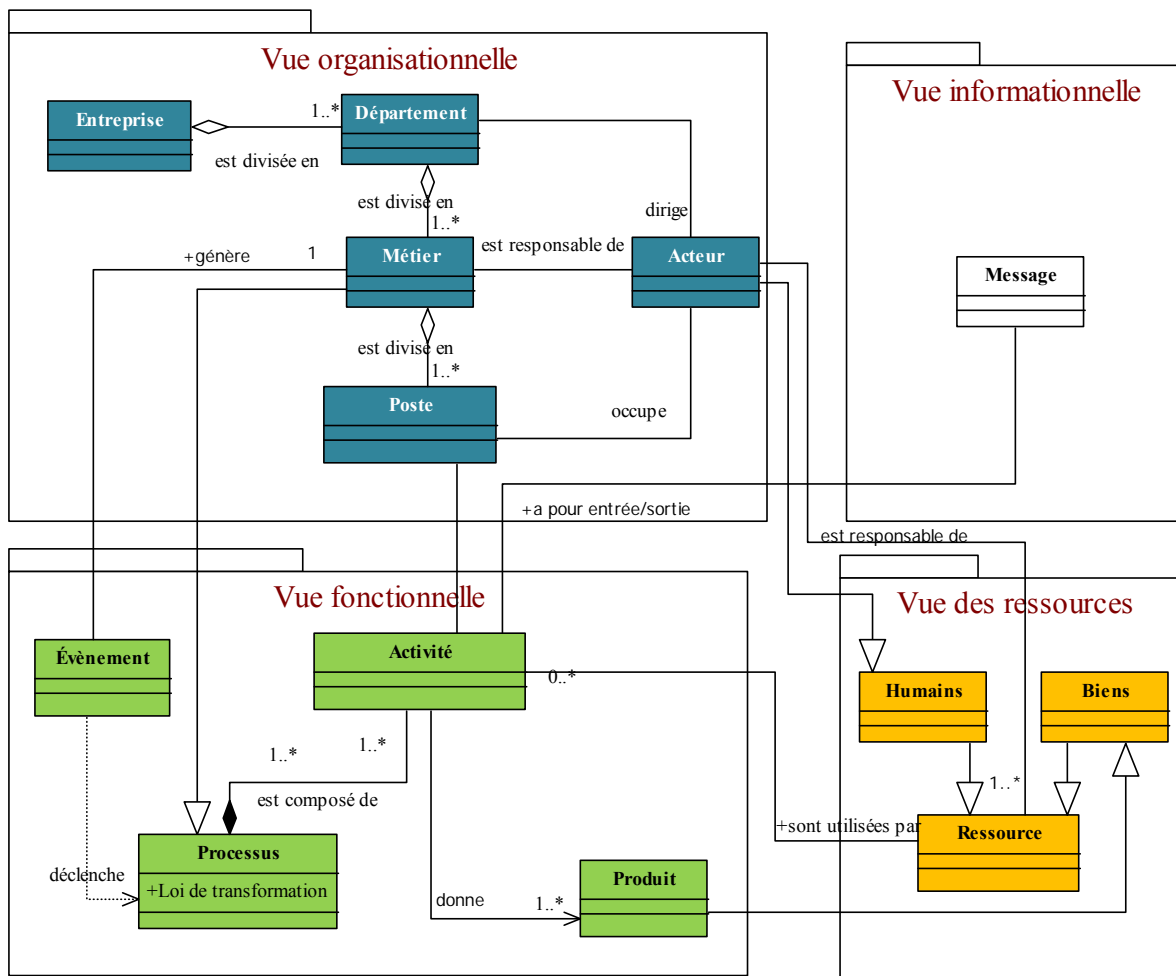 Vue organisationnelle
Vue informationnelle
Entreprise
1..*
Département
est divisée en
est divisé en
1..*
dirige
+génère
1
Métier
est responsable de
Acteur
Message
est divisé en
1..*
Poste
occupe
+a pour entrée/sortie
est responsable de
Vue fonctionnelle
Vue des ressources
Évènement
Activité
0..*
Humains
Biens
1..*
1..*
est composé de
1..*
+sont utilisées par
Ressource
Processus
+Loi de transformation
déclenche
donne
1..*
Produit